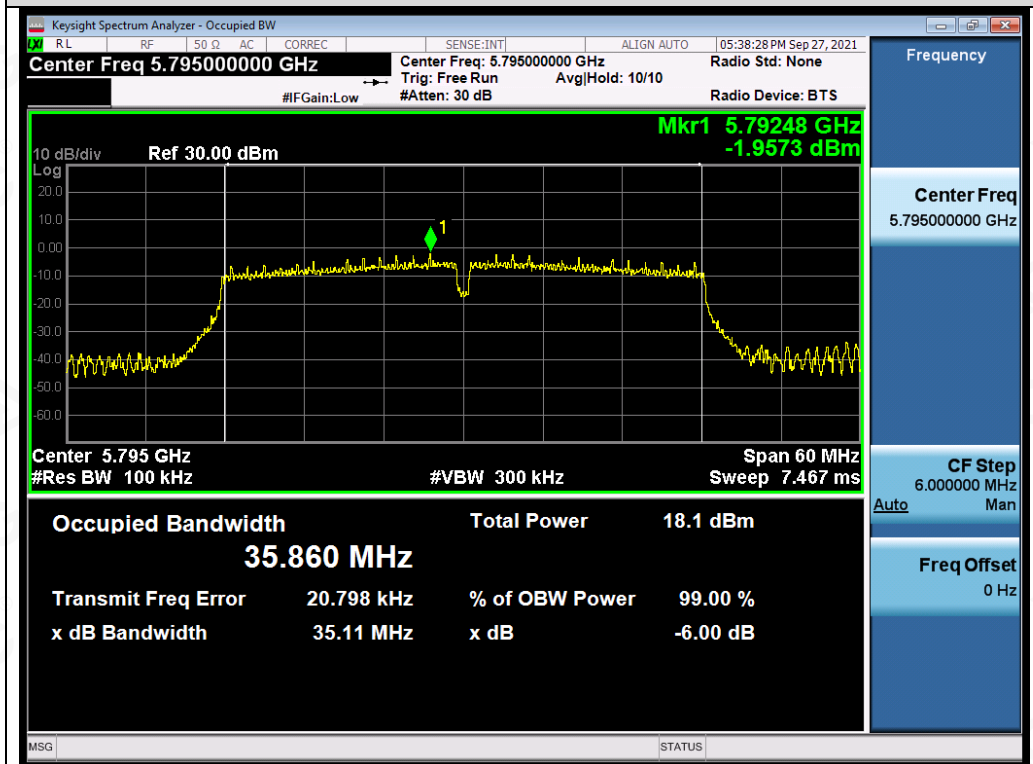 Keysight Spectrum Analyzer - Occupied BW
LXI RL RF 50 Ω AC CORREC SENSE:INT ALIGN AUTO 05:38:28 PM Sep 27, 2021
Center Freq 5.795000000 GHz
Center Freq: 5.795000000 GHz
Radio Std: None
Trig: Free Run Avg|Hold: 10/10
#IFGain:Low
#Atten: 30 dB
Radio Device: BTS
Mkr1 5.79248 GHz
-1.9573 dBm
10 dB/div Ref 30.00 dBm
Log
20.0
10.0
0.00
-10.0
-20.0
-30.0
-40.0
-50.0
-60.0
1
Center 5.795 GHz Span 60 MHz
#Res BW 100 kHz #VBW 300 kHz Sweep 7.467 ms
Occupied Bandwidth Total Power 18.1 dBm
35.860 MHz
Transmit Freq Error 20.798 kHz % of OBW Power 99.00 %
x dB Bandwidth 35.11 MHz x dB -6.00 dB
MSG STATUS
Frequency
Center Freq
5.795000000 GHz
CF Step
6.000000 MHz
Auto Man
Freq Offset
0 Hz